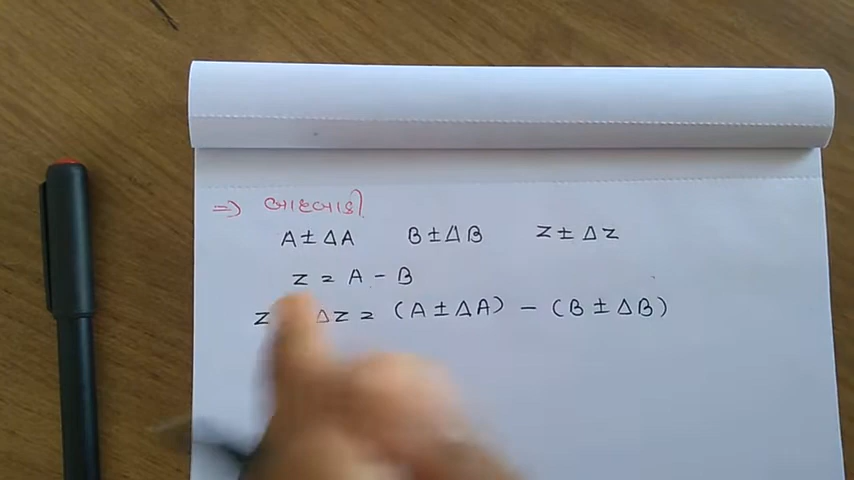 ⇒ બાદબાકી
A ± ΔA B ± ΔB Z ± ΔZ
Z = A - B
Z ΔZ = (A ± ΔA) - (B ± ΔB)